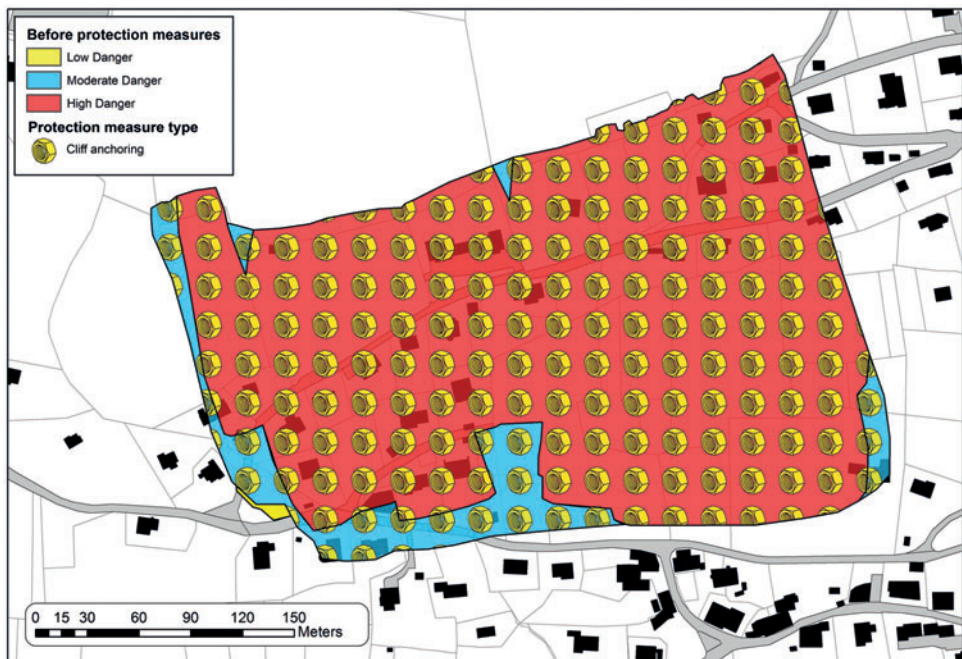 Before protection measures
Low Danger
Moderate Danger
High Danger
Protection measure type
Cliff anchoring
0 15 30 60 90 120 150
Meters